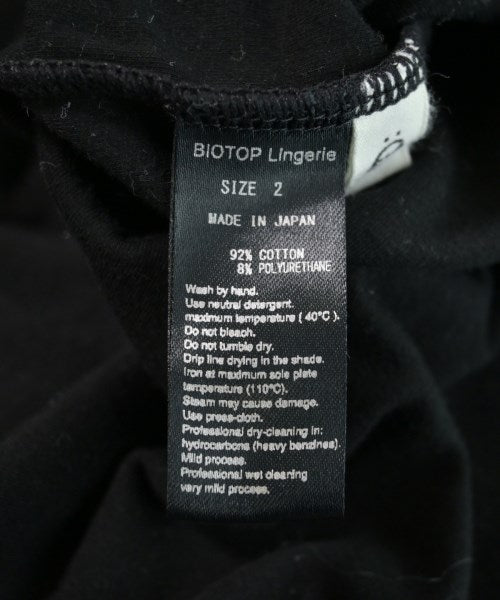 BIOTOP Lingerie
SIZE 2
MADE IN JAPAN
92% COTTON
8% POLYURETHANE
Wash by hand.
Use neutral detergent.
maximum temperature ( 40℃ ).
Do not bleach.
Do not tumble dry.
Drip line drying in the shade.
Iron at maximum sole plate
temperature (110℃).
Steam may cause damage.
Use press-cloth.
Professional dry-cleaning in:
hydrocarbons (heavy benzines).
Mild process.
Professional wet cleaning
very mild process.